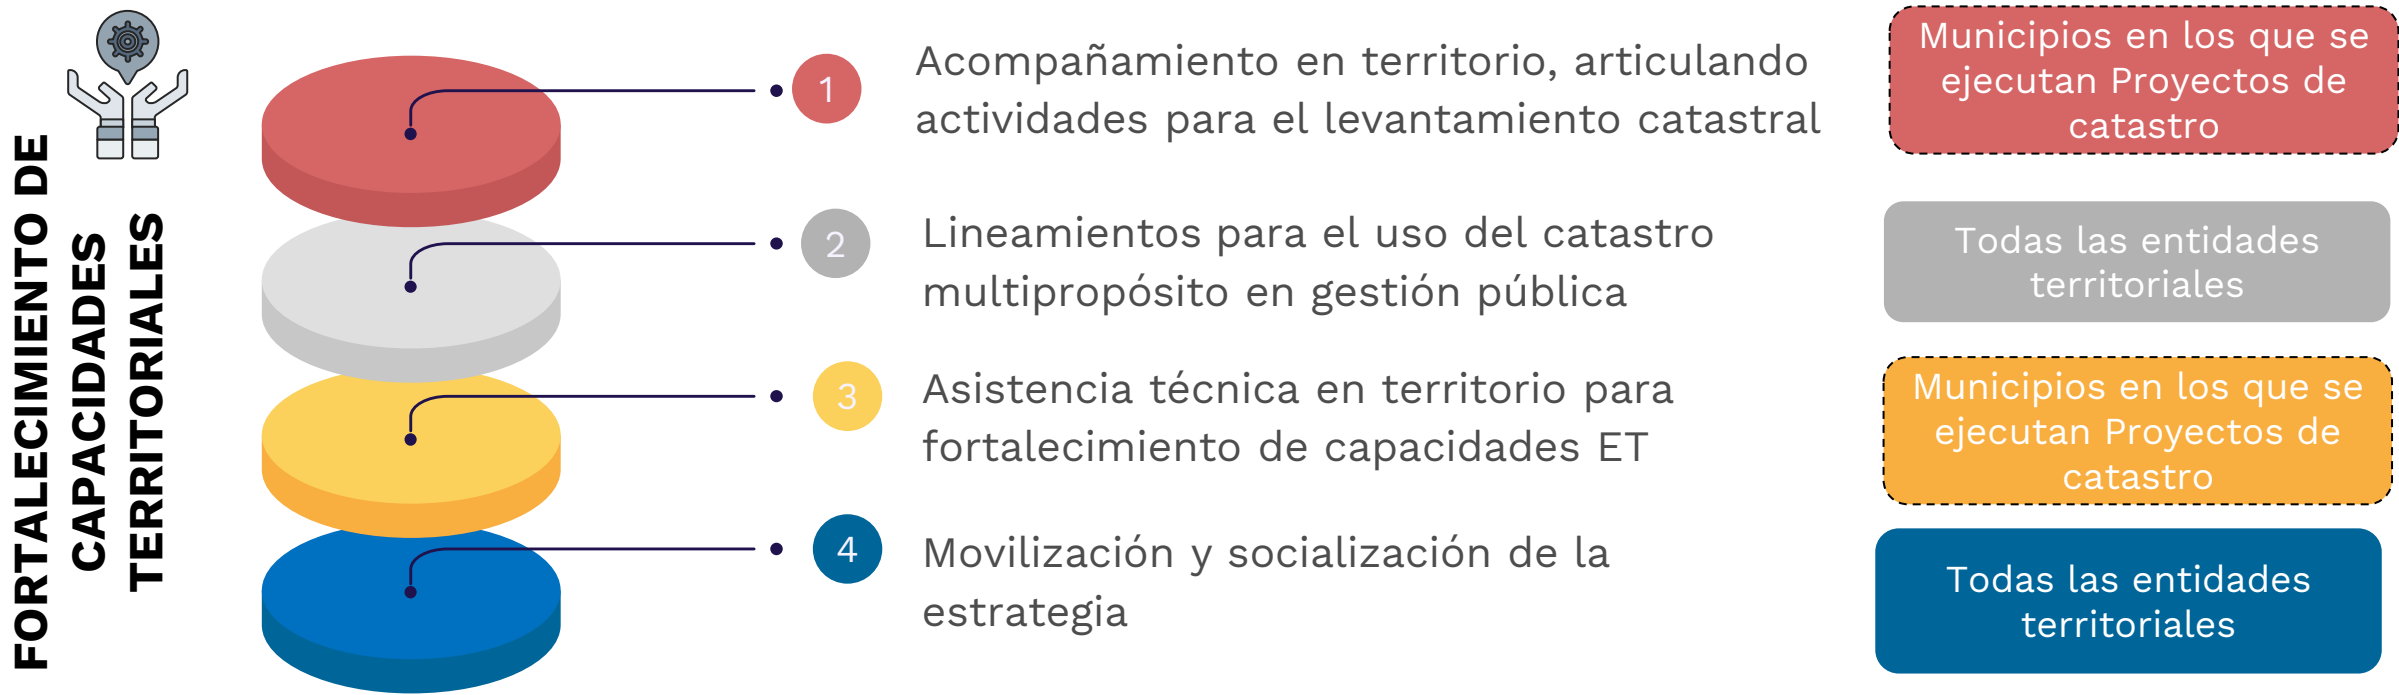 FORTALECIMIENTO DE
CAPACIDADES
TERRITORIALES
1
Acompañamiento en territorio, articulando
actividades para el levantamiento catastral
Municipios en los que se
ejecutan Proyectos de
catastro
2
Lineamientos para el uso del catastro
multipropósito en gestión pública
Todas las entidades
territoriales
3
Asistencia técnica en territorio para
fortalecimiento de capacidades ET
Municipios en los que se
ejecutan Proyectos de
catastro
4
Movilización y socialización de la
estrategia
Todas las entidades
territoriales